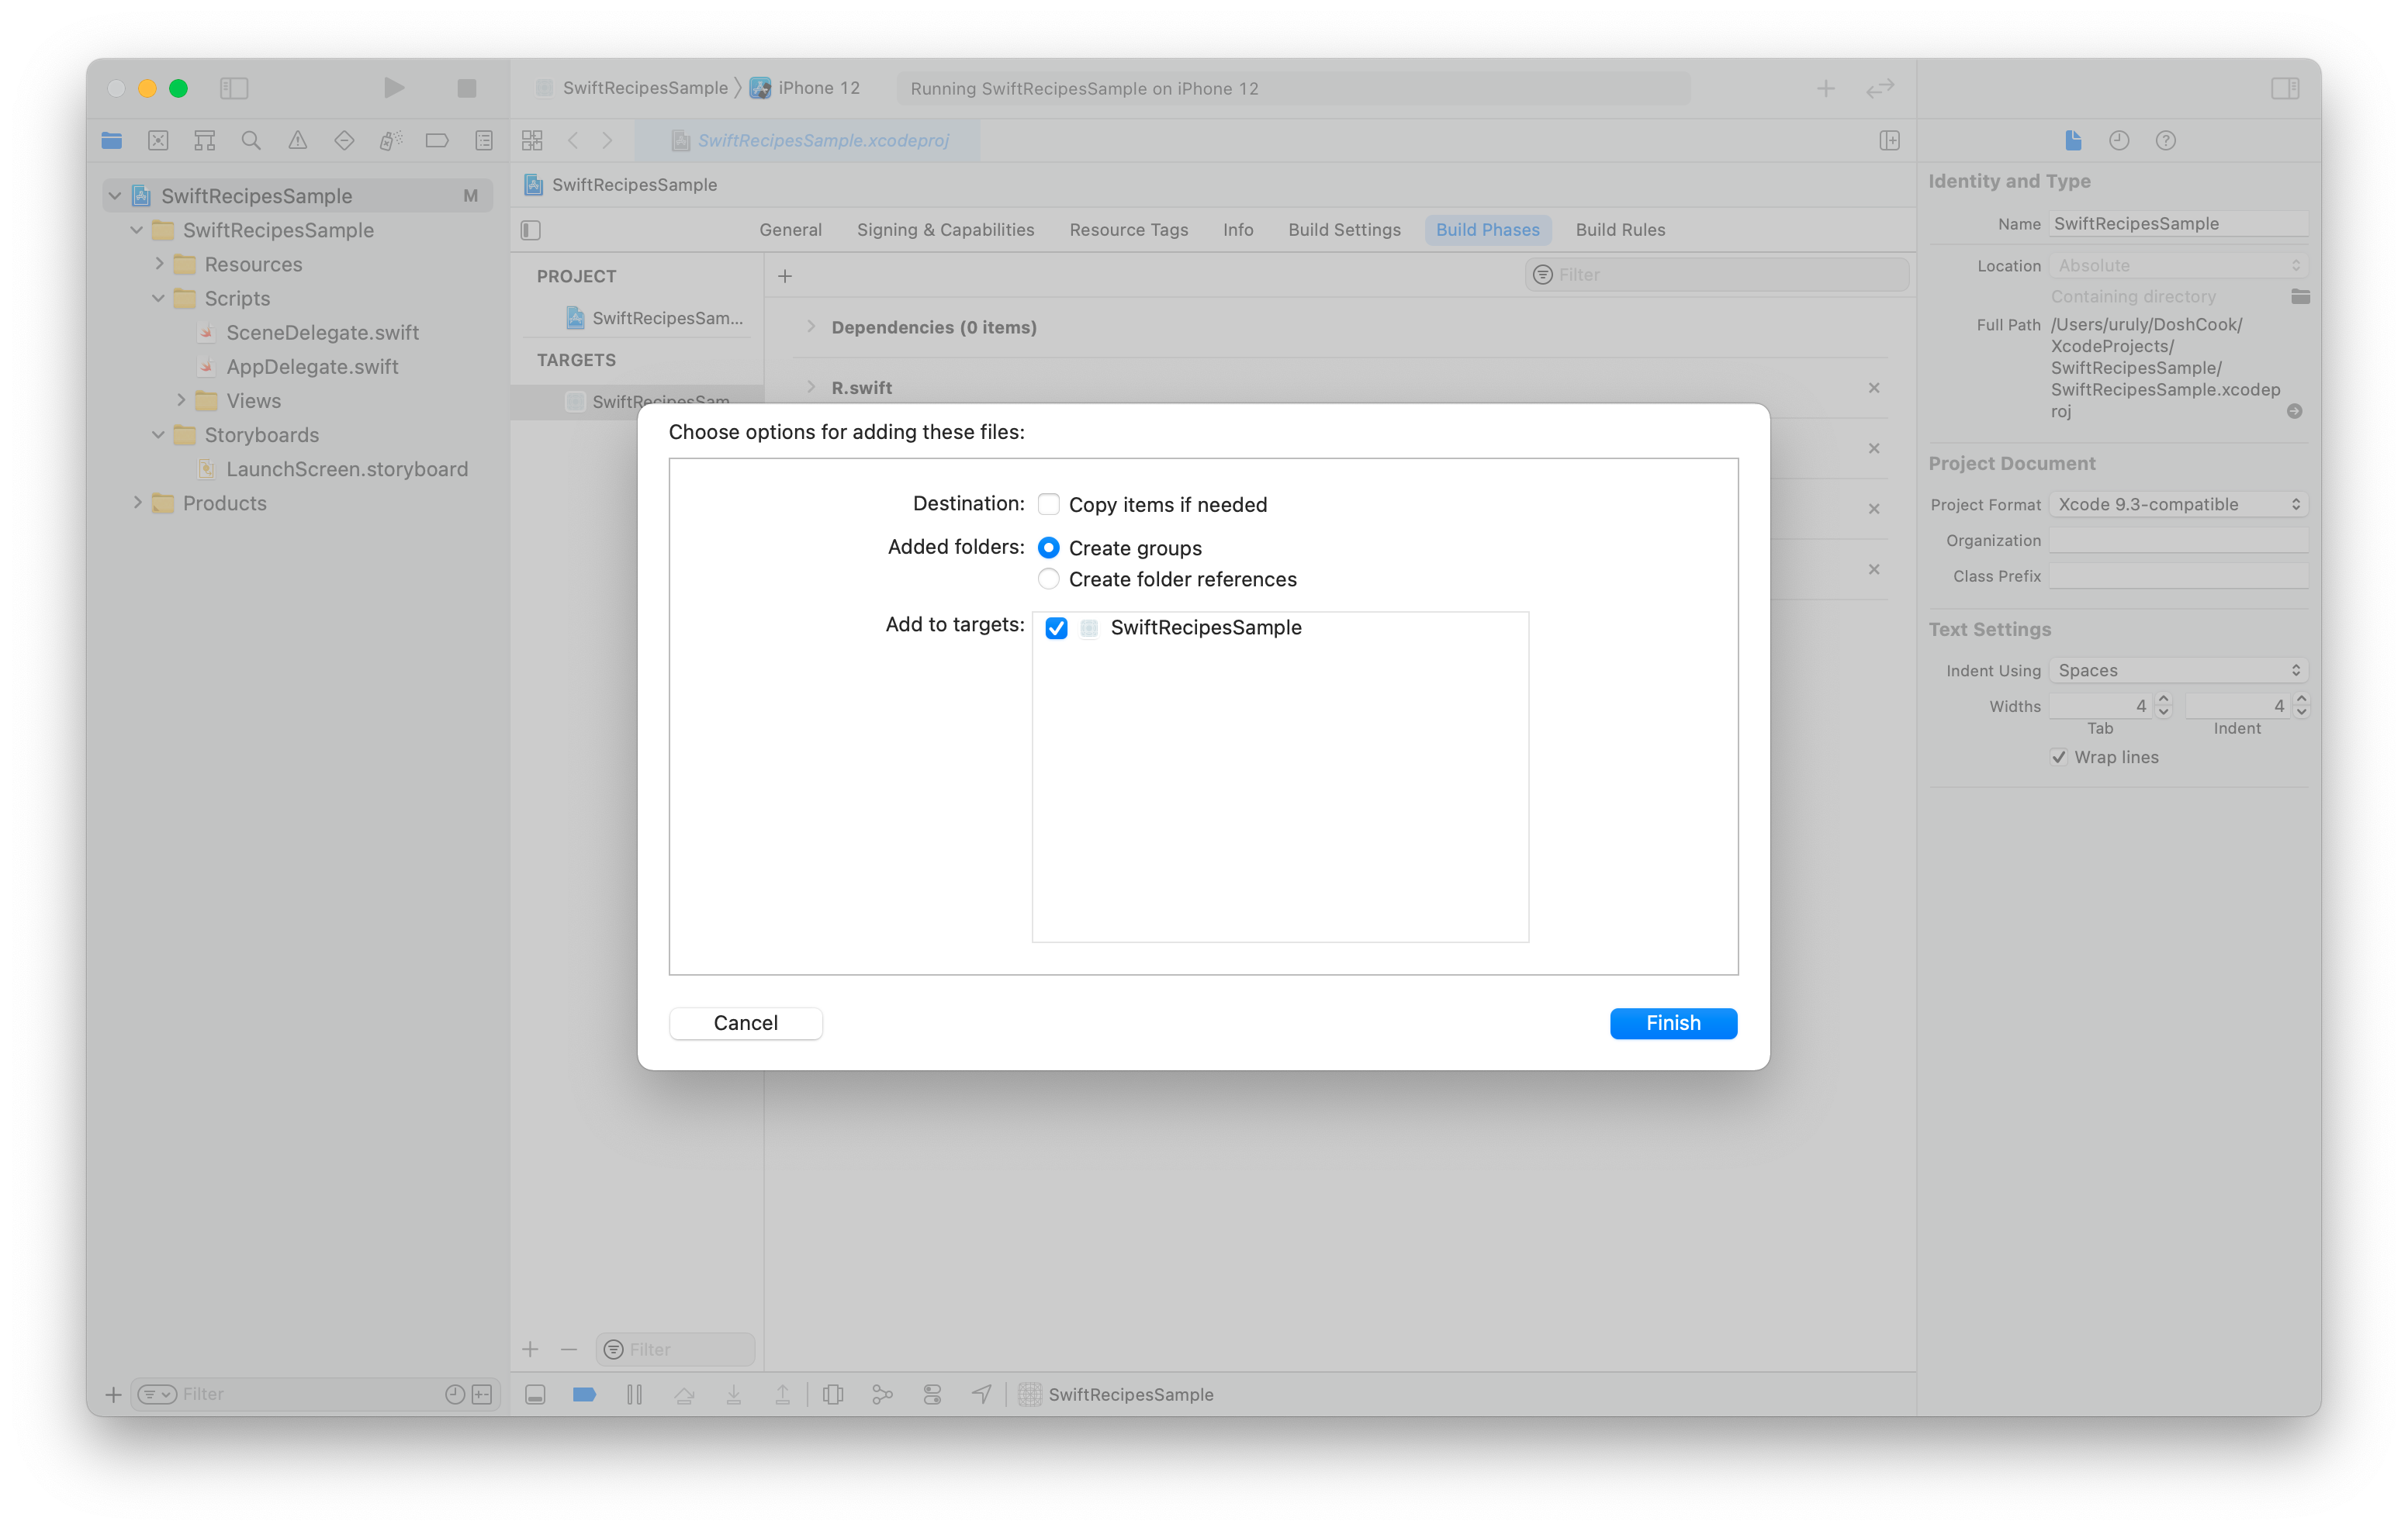 SwiftRecipesSample
iPhone 12
Running SwiftRecipesSample on iPhone 12
SwiftRecipesSample.xcodeproj
SwiftRecipesSample M
SwiftRecipesSample
Resources
Scripts
SceneDelegate.swift
AppDelegate.swift
Views
Storyboards
LaunchScreen.storyboard
Products
Filter
SwiftRecipesSample
General Signing & Capabilities Resource Tags Info Build Settings Build Phases Build Rules
PROJECT
SwiftRecipesSam...
TARGETS
SwiftRecipesSam...
Filter
Filter
Dependencies (0 items)
R.swift
Choose options for adding these files:
Destination: Copy items if needed
Added folders: Create groups
Create folder references
Add to targets: SwiftRecipesSample
Cancel
Finish
SwiftRecipesSample
Identity and Type
Name SwiftRecipesSample
Location Absolute
Containing directory
Full Path /Users/uruly/DoshCook/
XcodeProjects/
SwiftRecipesSample/
SwiftRecipesSample.xcodep
roj
Project Document
Project Format Xcode 9.3-compatible
Organization
Class Prefix
Text Settings
Indent Using Spaces
Widths 4 4
Tab Indent
Wrap lines